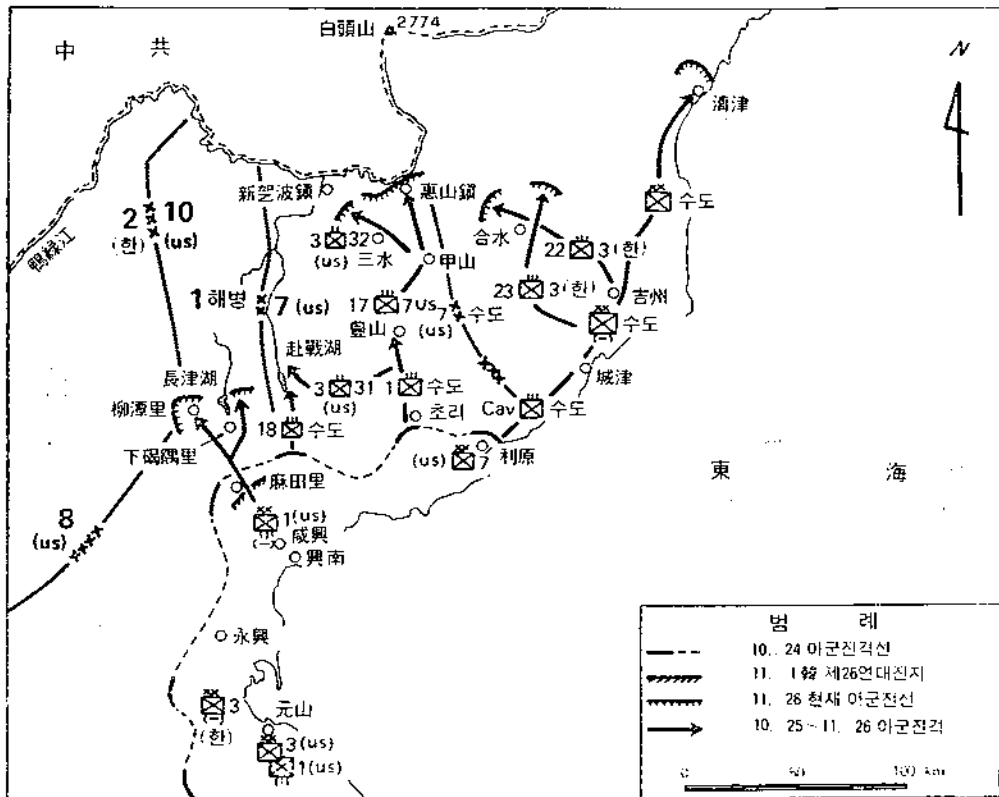 白頭山 2774
中共
N
淸津
新乫波鎭
惠山鎭
수도
2 10
(한) (us)
鴨綠江
3 32
(us) 三水
合水
22 3(한)
甲山
1 해병 7 (us)
23 3(한)
吉州
17 7 us
7 수도
(us)
수도
豊山
赴戰湖
長津湖
3 31
(us)
1 수도
城津
柳潭里
초리
Cav 수도
下碣隅里
18 수도
(us) 7
利原
東海
麻田里
8
(us)
1(us)
咸興
興南
永興
3
(한)
元山
3(us)
1(us)
범례
10. 24 아군진격선
11. 1 韓 제26연대진지
11. 26 현재 아군전선
10. 25~11. 26 아군진격
0 50 100 km